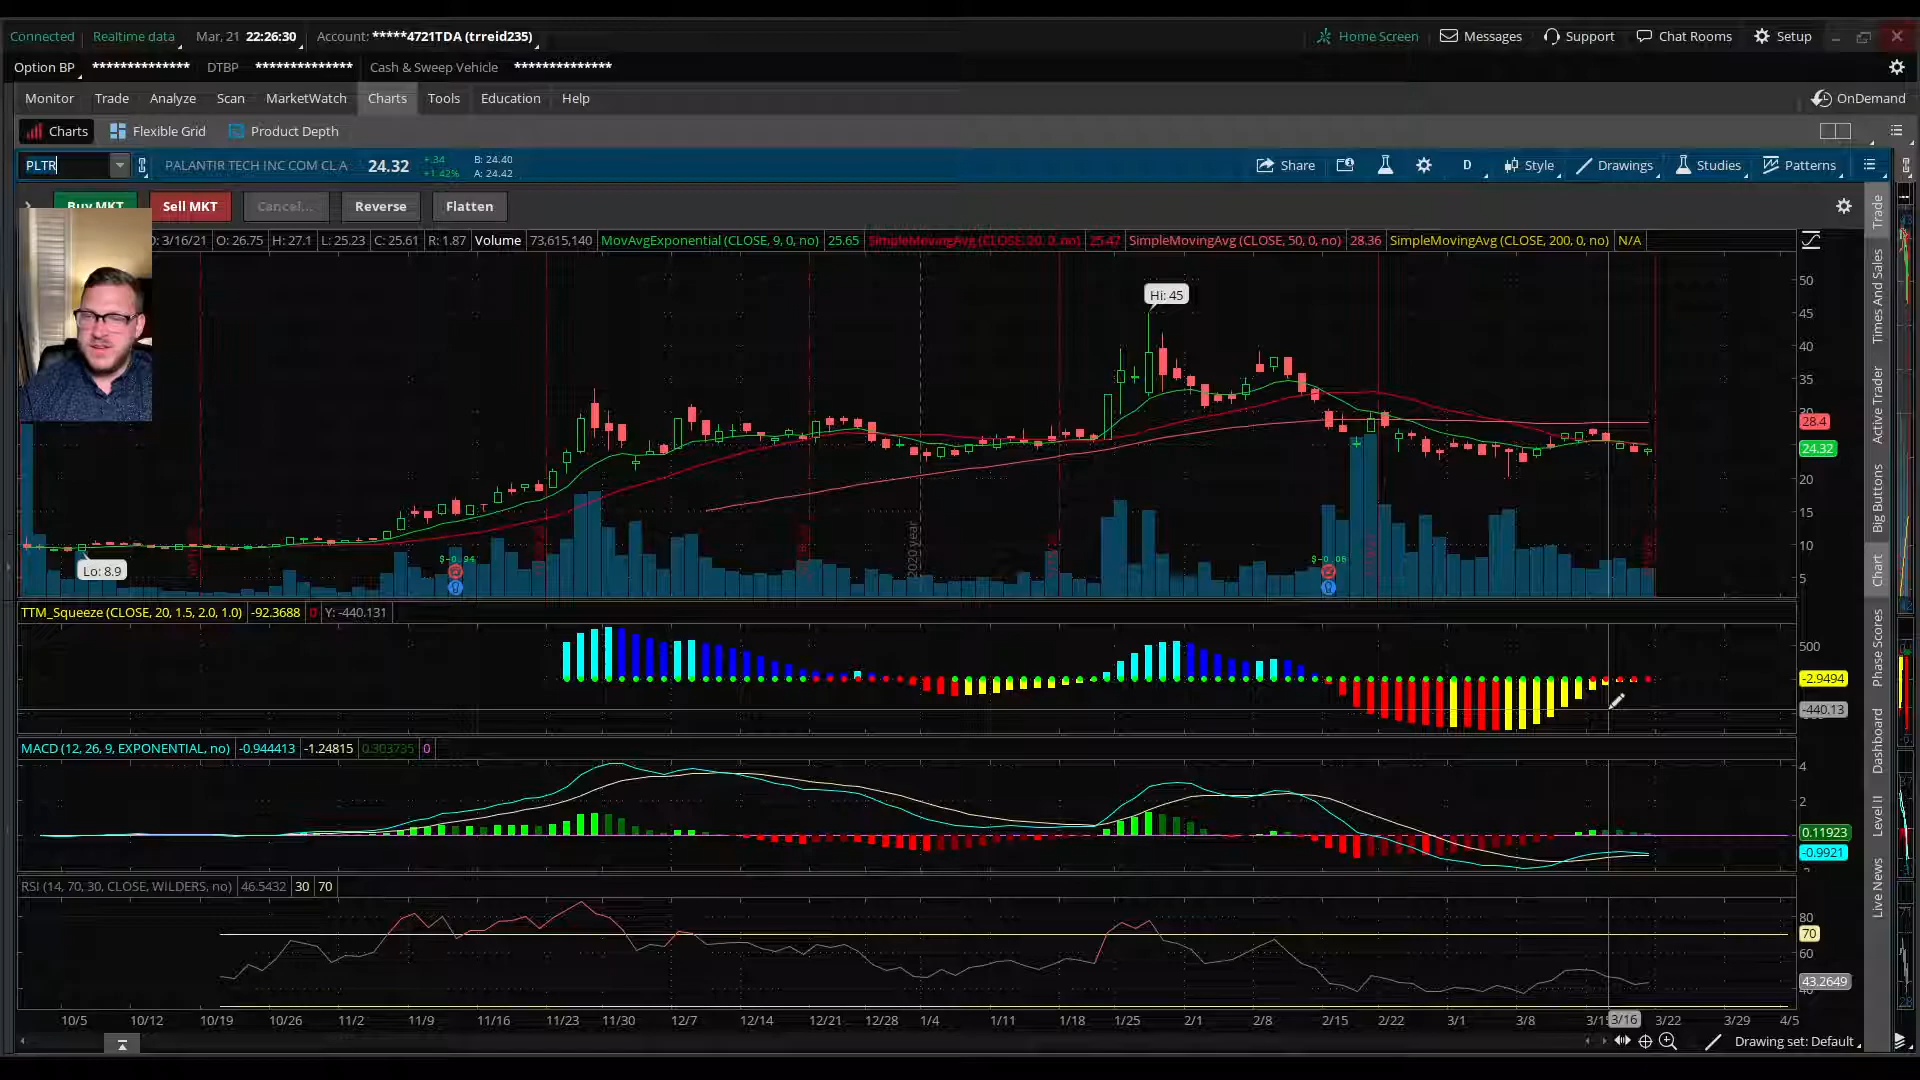 Connected Realtime data Mar, 21 22:26:30 Account: *****4721TDA (trreid235) Home Screen Messages Support Chat Rooms Setup
Option BP ************** DTBP ************** Cash & Sweep Vehicle **************
Monitor Trade Analyze Scan MarketWatch Charts Tools Education Help OnDemand
Charts Flexible Grid Product Depth
PLTR PALANTIR TECH INC COM CL A 24.32 +.34 +1.42% B: 24.40 A: 24.42 Share D Style Drawings Studies Patterns
Buy MKT Sell MKT Cancel... Reverse Flatten
D: 3/16/21 O: 26.75 H: 27.1 L: 25.23 C: 25.61 R: 1.87 Volume 73,615,140 MovAvgExponential (CLOSE, 9, 0, no) 25.65 SimpleMovingAvg (CLOSE, 20, 0, no) 25.47 SimpleMovingAvg (CLOSE, 50, 0, no) 28.36 SimpleMovingAvg (CLOSE, 200, 0, no) N/A
50
Hi: 45
45
40
35
30
28.4
24.32
20
15
10
5
2020 year
Lo: 8.9
TTM_Squeeze (CLOSE, 20, 1.5, 2.0, 1.0) -92.3688 0 Y: -440.131
500
-2.9494
-440.13
MACD (12, 26, 9, EXPONENTIAL, no) -0.944413 -1.24815 0.303735 0
4
2
0.11923
-0.9921
RSI (14, 70, 30, CLOSE, WILDERS, no) 46.5432 30 70
80
70
60
43.2649
10/5 10/12 10/19 10/26 11/2 11/9 11/16 11/23 11/30 12/7 12/14 12/21 12/28 1/4 1/11 1/18 1/25 2/1 2/8 2/15 2/22 3/1 3/8 3/15 3/16 3/22 3/29 4/5
Drawing set: Default
Trade
Times And Sales
Active Trader
Big Buttons
Chart
Phase Scores
Dashboard
Level II
Live News